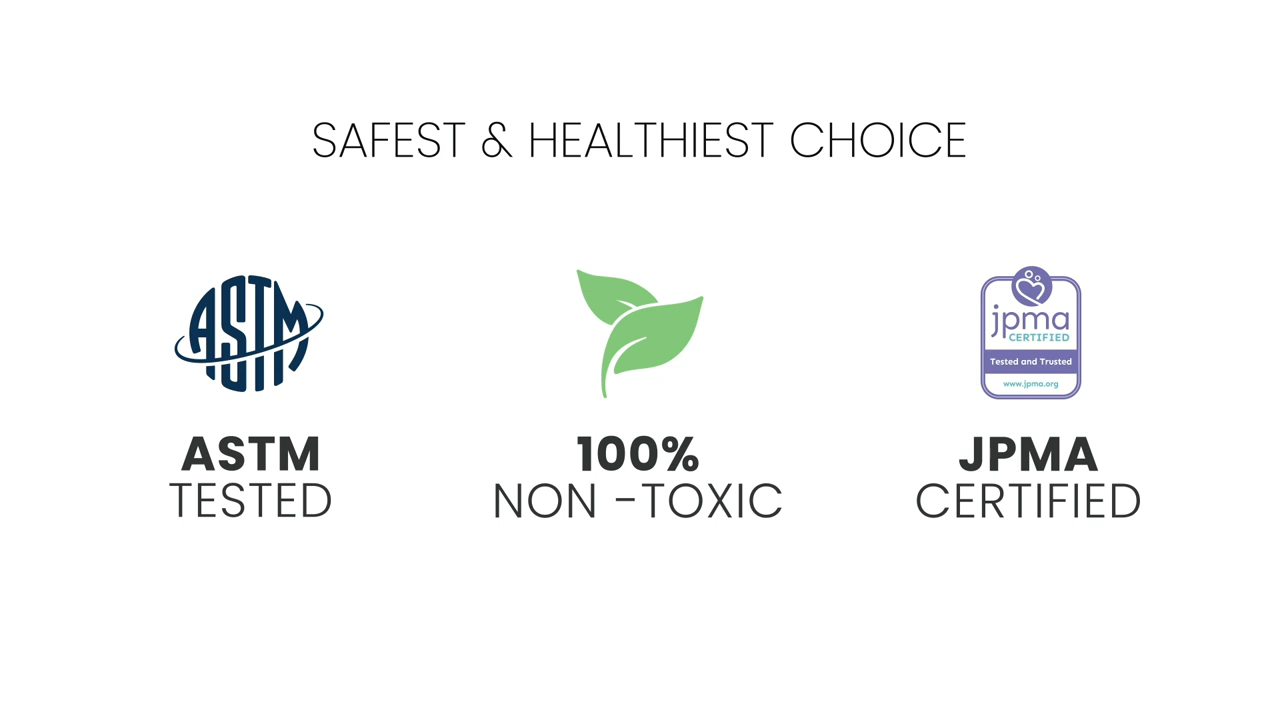 SAFEST & HEALTHIEST CHOICE
ASTM
jpma
CERTIFIED
Tested and Trusted
www.jpma.org
ASTM
TESTED
100%
NON -TOXIC
JPMA
CERTIFIED